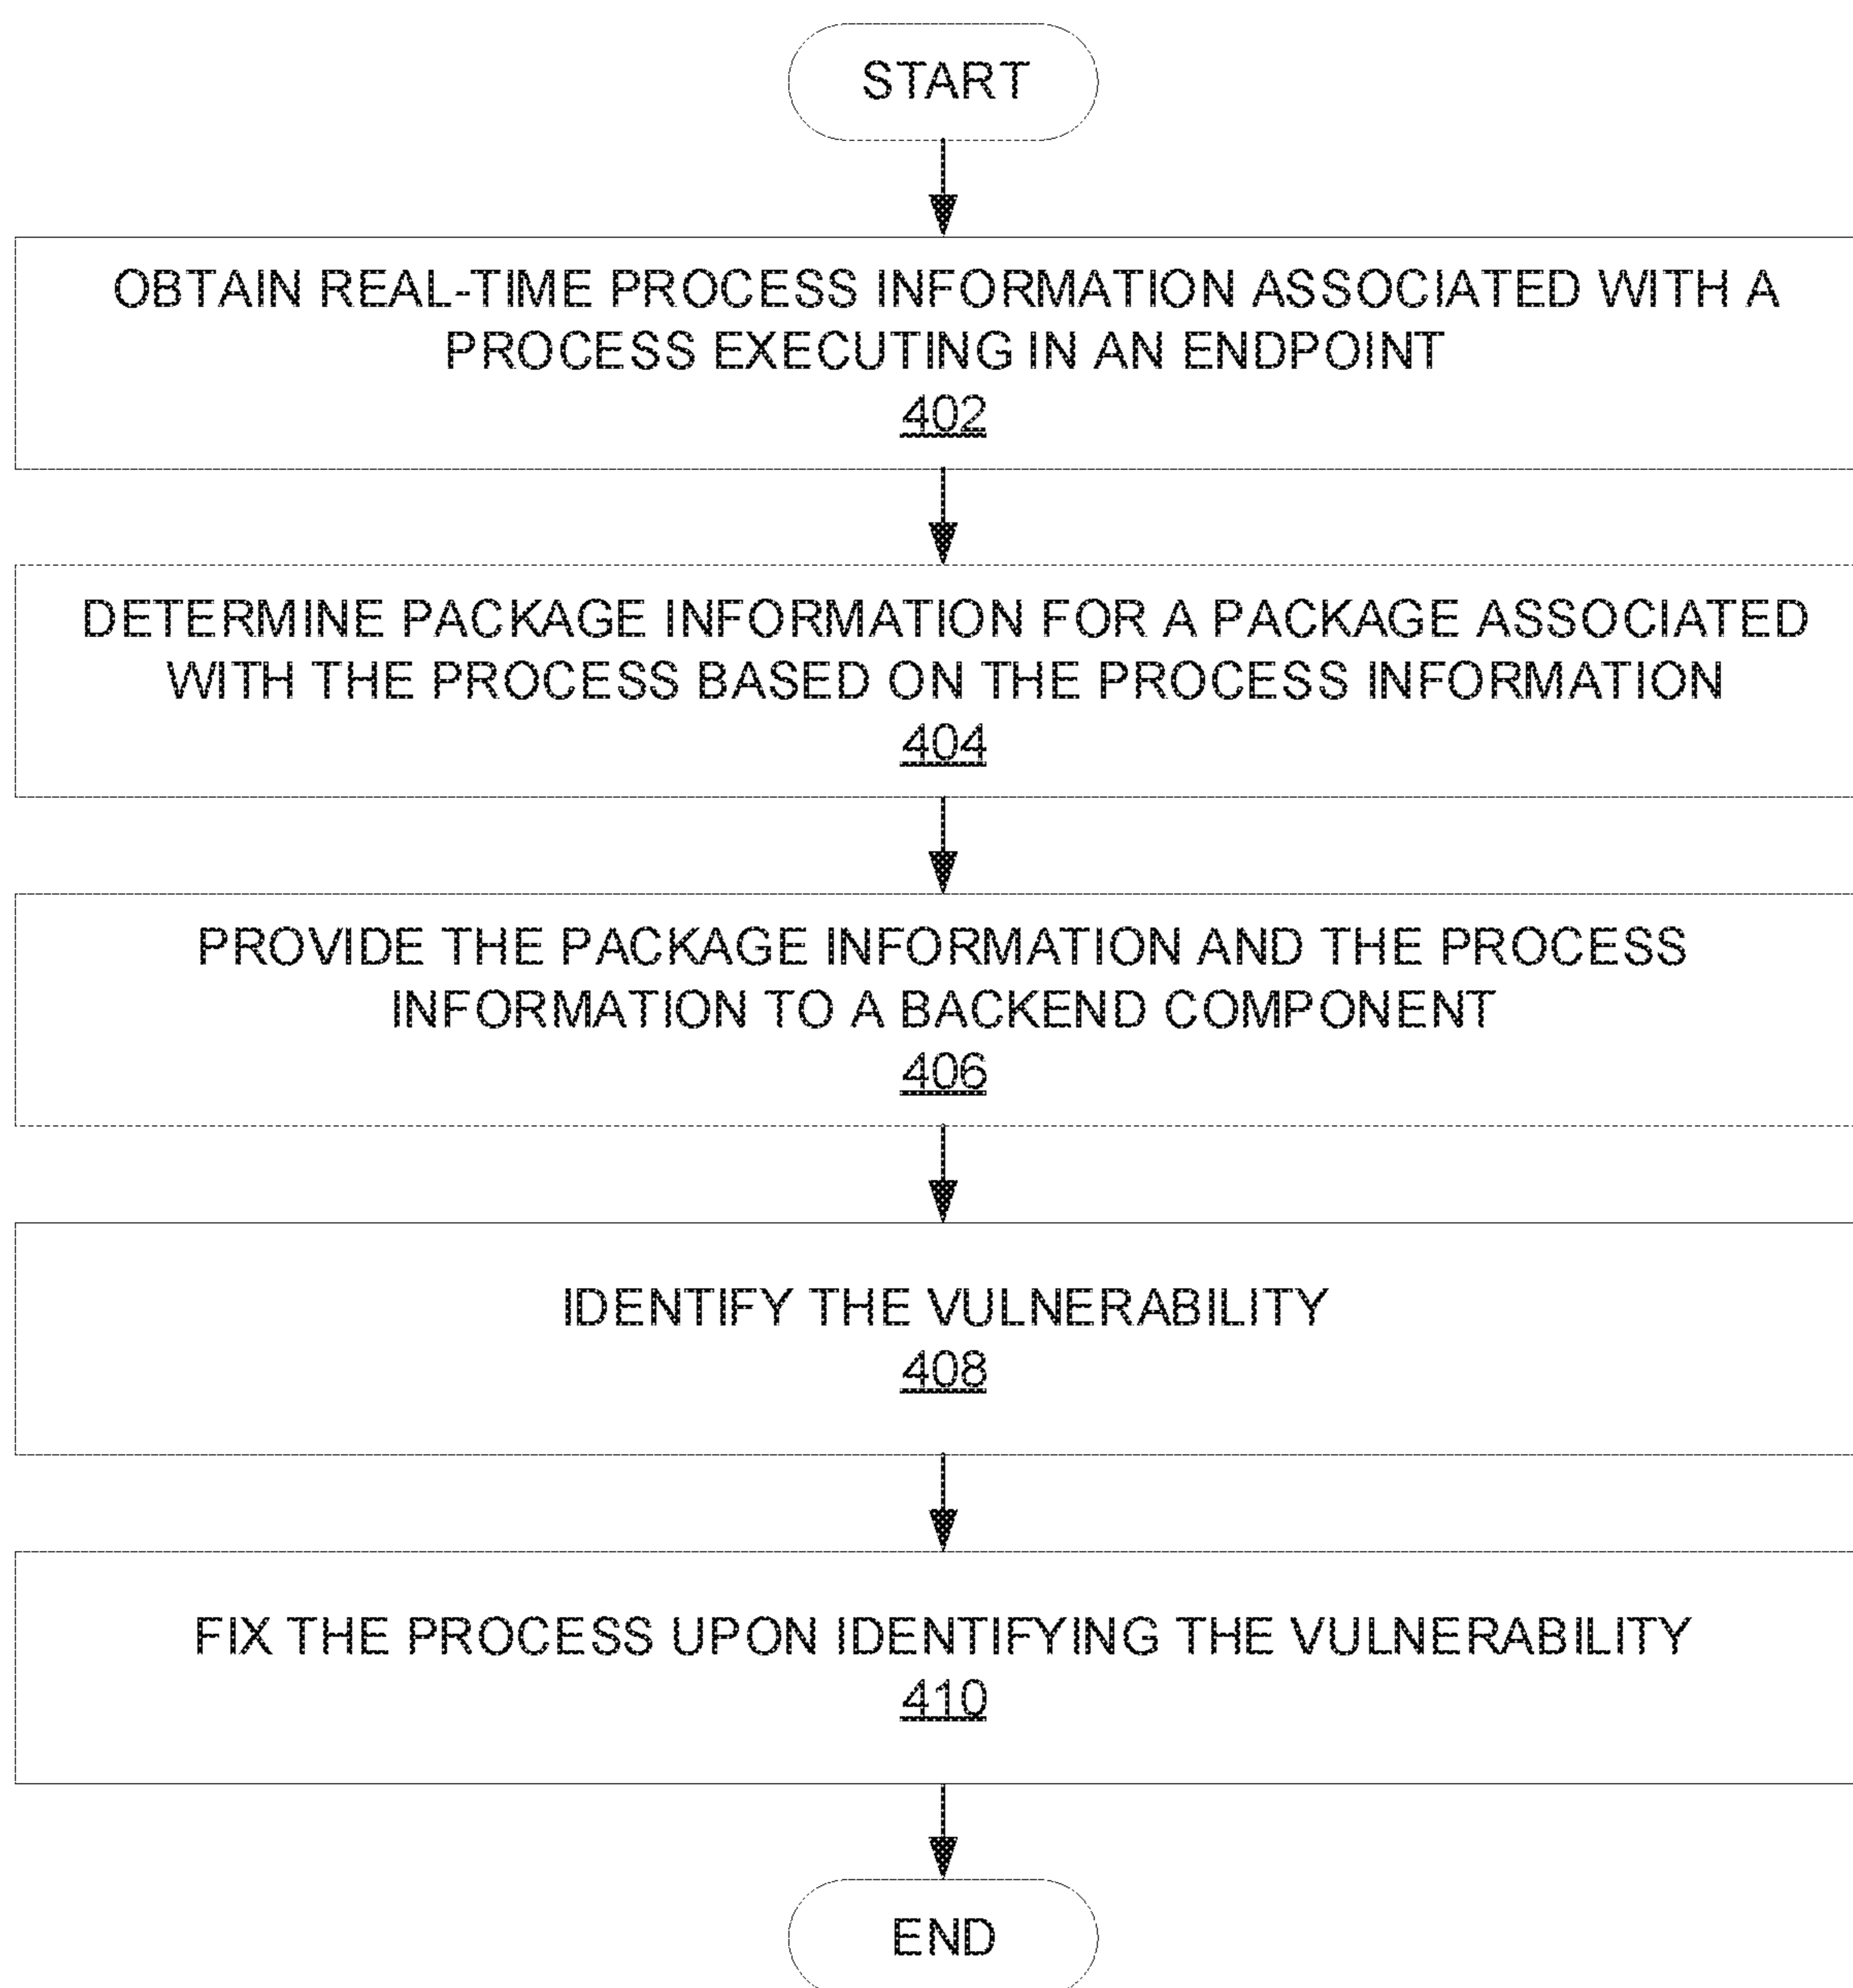 START
OBTAIN REAL-TIME PROCESS INFORMATION ASSOCIATED WITH A
PROCESS EXECUTING IN AN ENDPOINT
402
DETERMINE PACKAGE INFORMATION FOR A PACKAGE ASSOCIATED
WITH THE PROCESS BASED ON THE PROCESS INFORMATION
404
PROVIDE THE PACKAGE INFORMATION AND THE PROCESS
INFORMATION TO A BACKEND COMPONENT
406
IDENTIFY THE VULNERABILITY
408
FIX THE PROCESS UPON IDENTIFYING THE VULNERABILITY
410
END